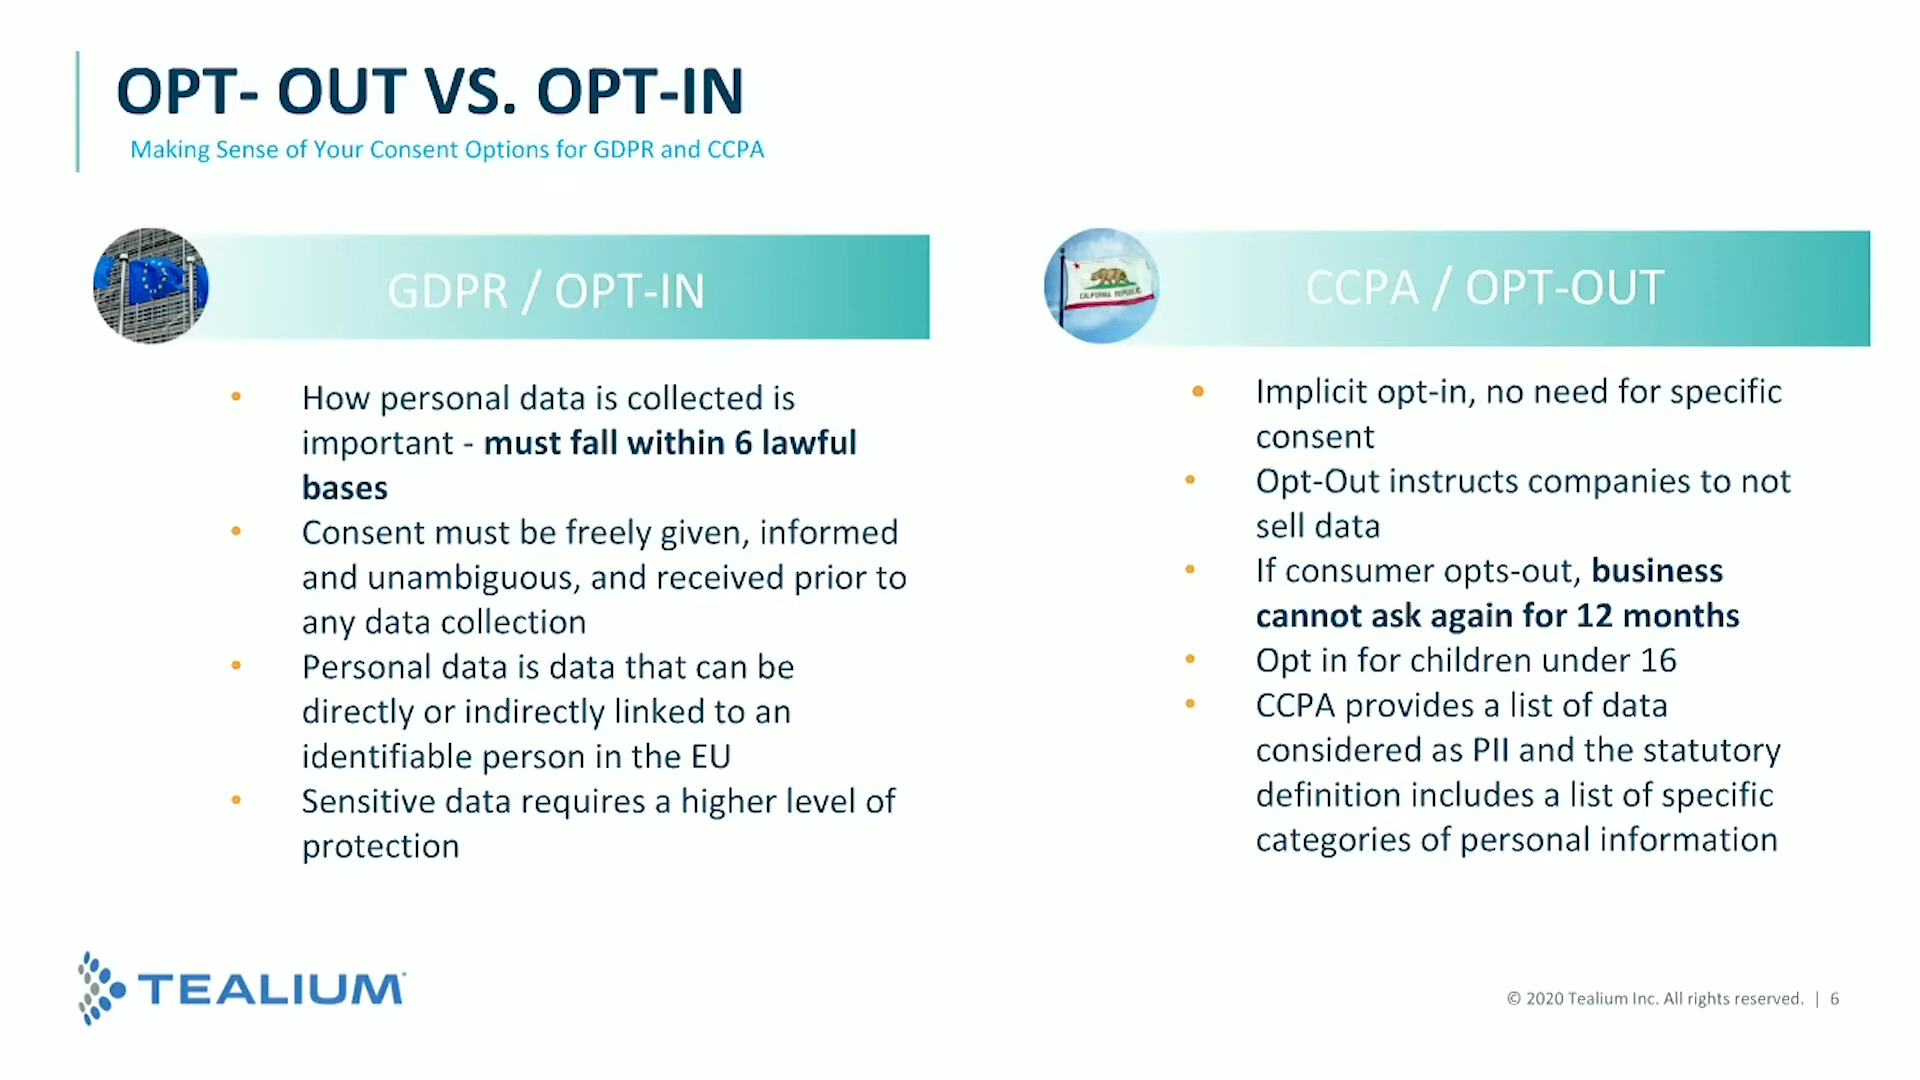 OPT- OUT VS. OPT-IN
Making Sense of Your Consent Options for GDPR and CCPA
GDPR / OPT-IN
How personal data is collected is
important - must fall within 6 lawful
bases
Consent must be freely given, informed
and unambiguous, and received prior to
any data collection
Personal data is data that can be
directly or indirectly linked to an
identifiable person in the EU
Sensitive data requires a higher level of
protection
CALIFORNIA REPUBLIC
CCPA / OPT-OUT
Implicit opt-in, no need for specific
consent
Opt-Out instructs companies to not
sell data
If consumer opts-out, business
cannot ask again for 12 months
Opt in for children under 16
CCPA provides a list of data
considered as PII and the statutory
definition includes a list of specific
categories of personal information
TEALIUM
© 2020 Tealium Inc. All rights reserved. | 6